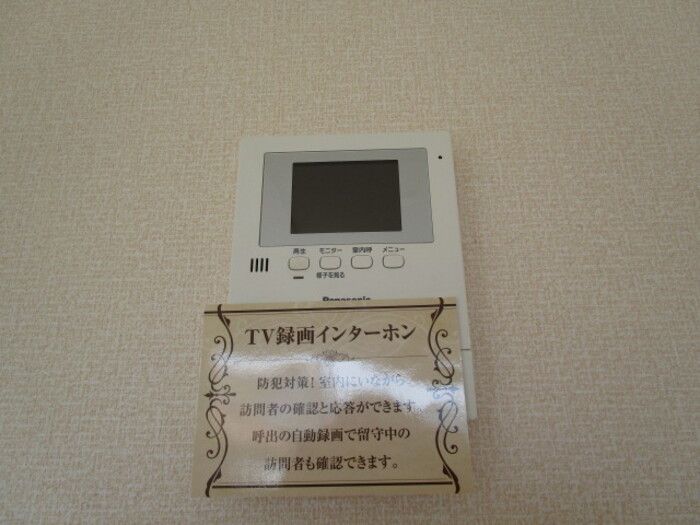 再生 モニター 室内呼 メニュー
様子を見る
Panasonic
TV録画インターホン
防犯対策！室内にいながら
訪問者の確認と応答ができます。
呼出の自動録画で留守中の
訪問者も確認できます。